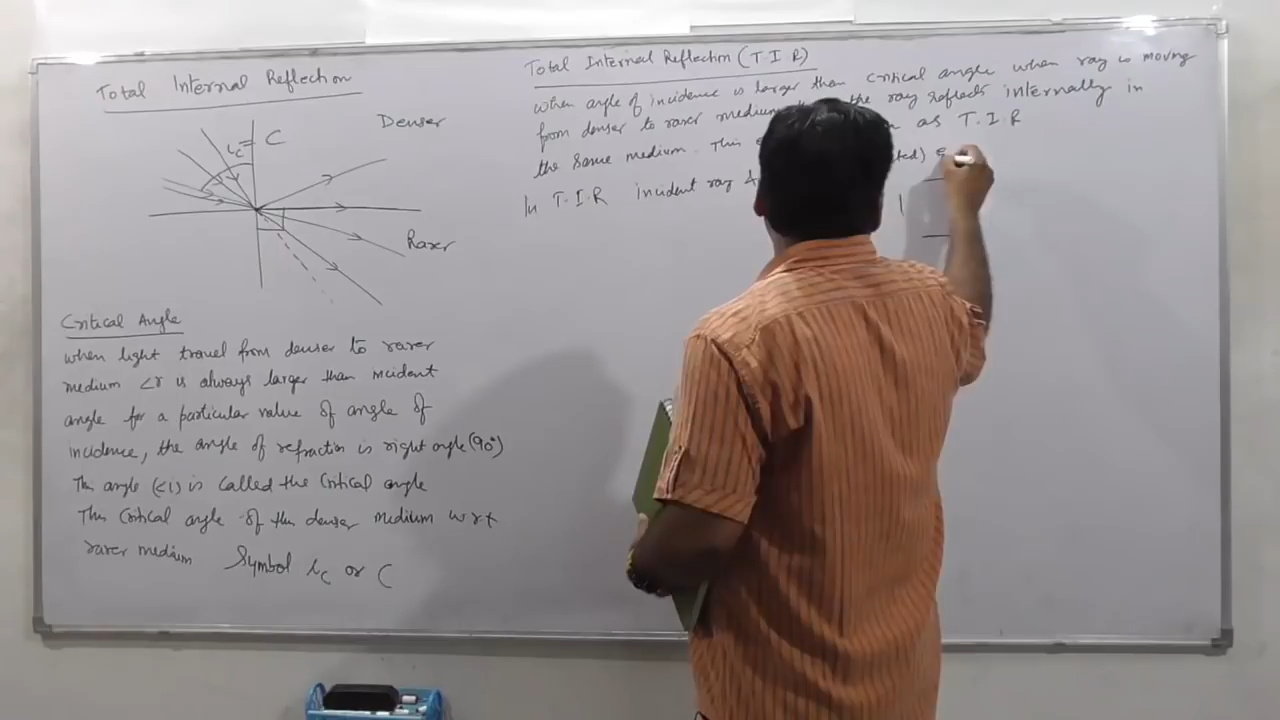 Total Internal Reflection
Denser
ic = C
Rarer
Critical Angle
when light travel from denser to rarer
medium ∠r is always larger than incident
angle for a particular value of angle of
incidence, the angle of refraction is right angle (90°)
This angle (<i) is called the Critical angle
This Critical angle of the denser medium w r t
rarer medium Symbol ic or C
Total Internal Reflection (T I R)
when angle of incidence is larger than critical angle when ray is moving
from denser to rarer medium the ray reflects internally in
the same medium. This as T.I.R
In T.I.R incident ray